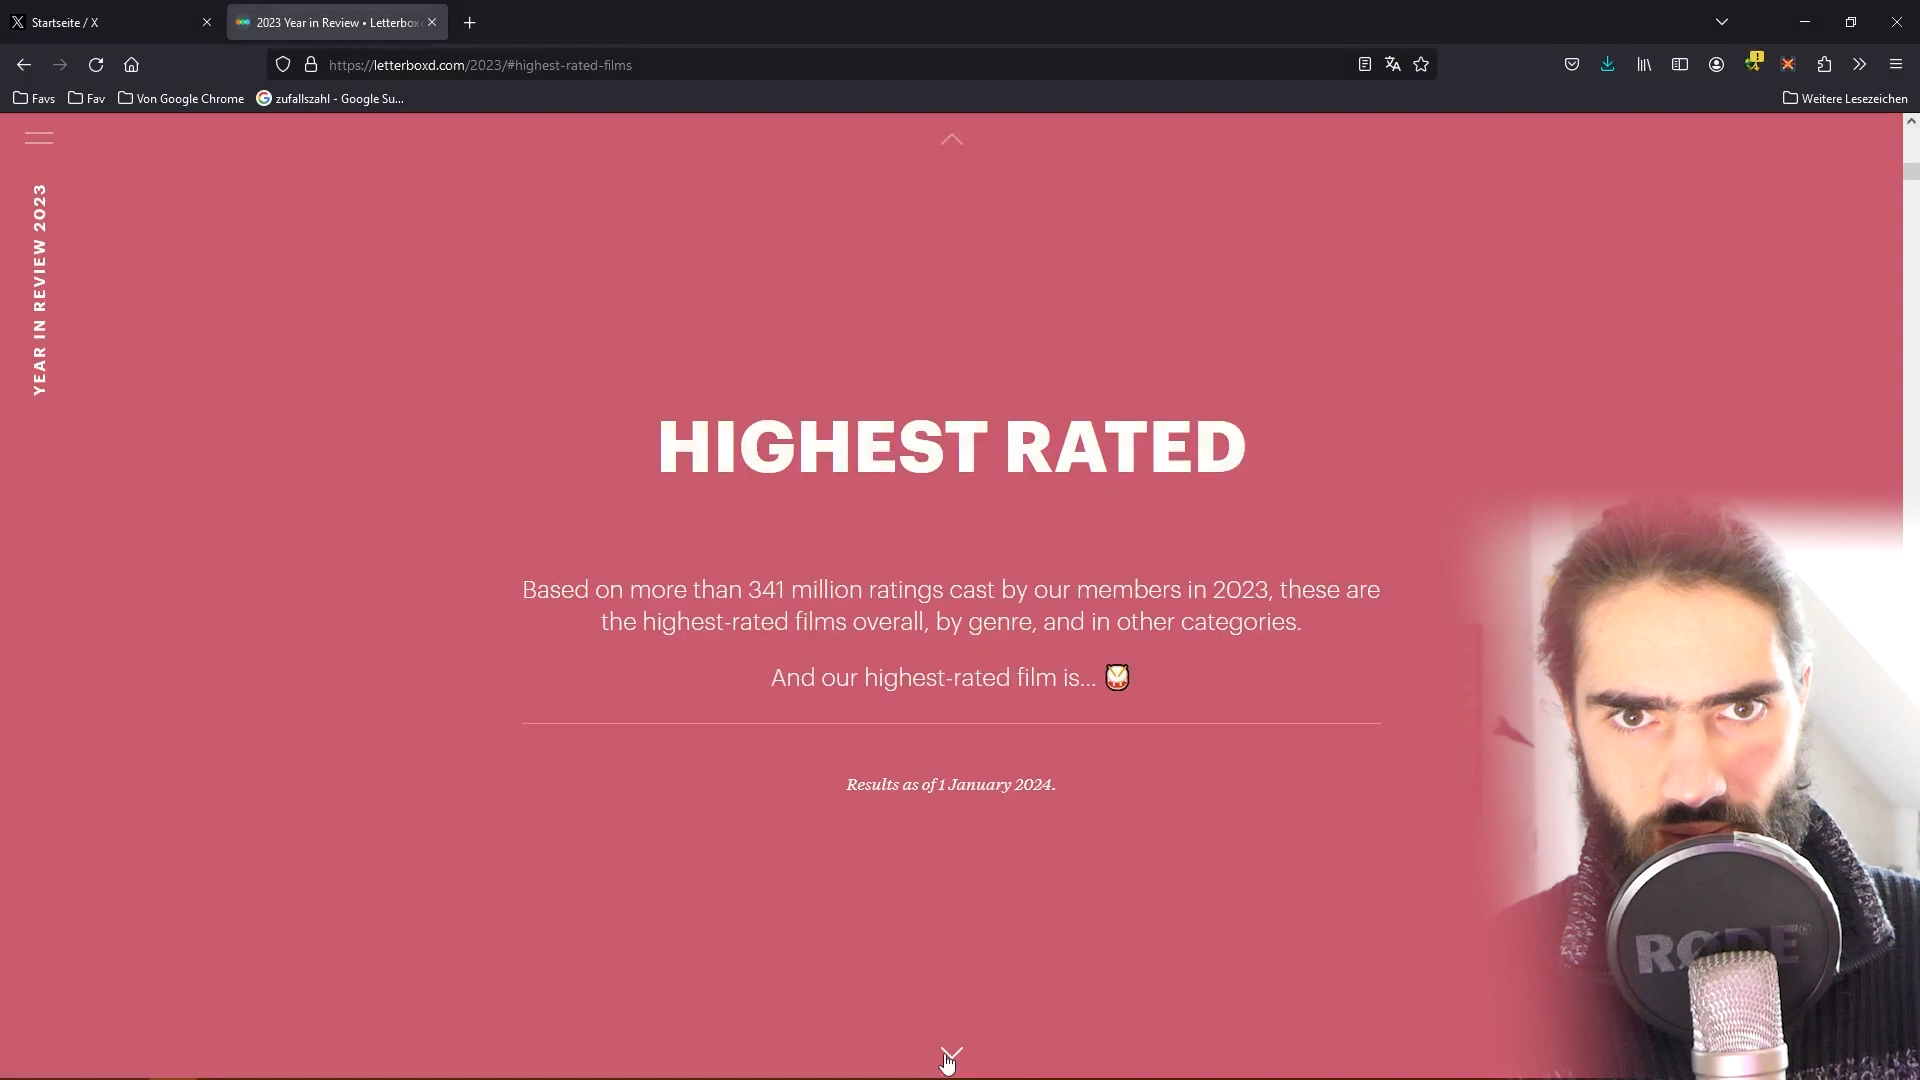 Startseite / X
2023 Year in Review • Letterbox
https://letterboxd.com/2023/#highest-rated-films
Favs
Fav
Von Google Chrome
zufallszahl - Google Su...
Weitere Lesezeichen
YEAR IN REVIEW 2023
HIGHEST RATED
Based on more than 341 million ratings cast by our members in 2023, these are
the highest-rated films overall, by genre, and in other categories.
And our highest-rated film is...
Results as of 1 January 2024.
RØDE®